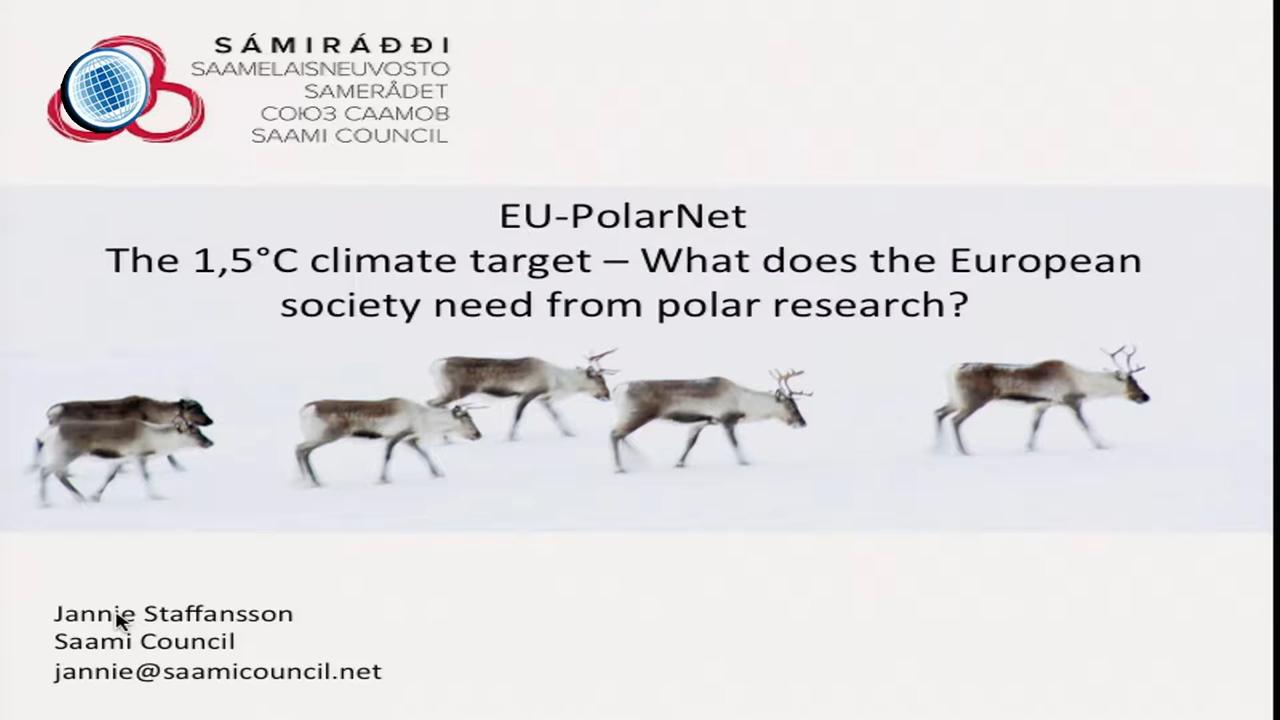 SÁMIRÁĐĐI
SAAMELAISNEUVOSTO
SAMERÅDET
СОЮЗ СААМОВ
SAAMI COUNCIL
EU-PolarNet
The 1,5°C climate target – What does the European
society need from polar research?
Jannie Staffansson
Saami Council
jannie@saamicouncil.net